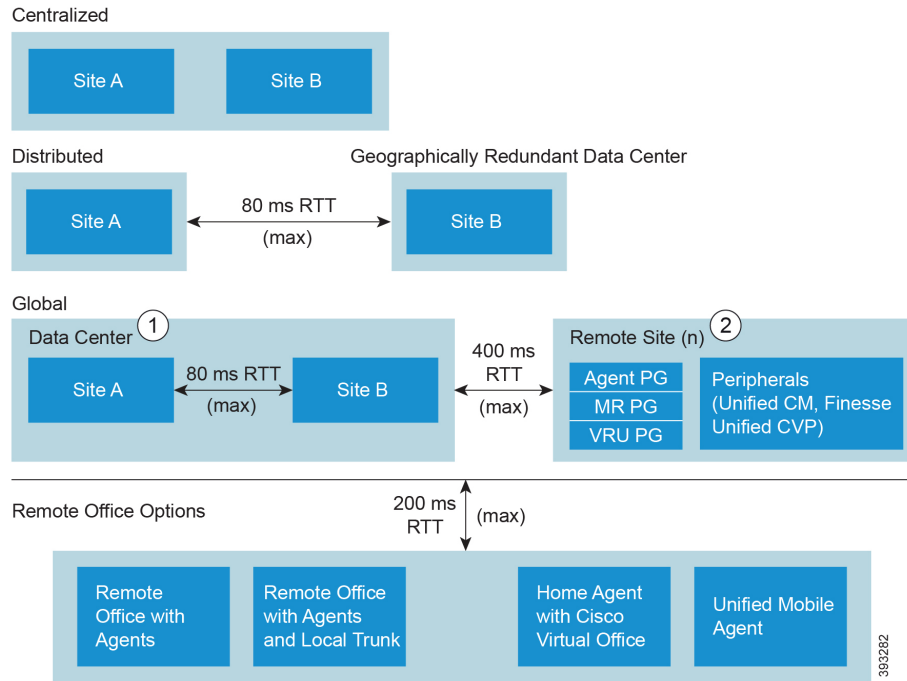 Centralized
Site A
Site B
Distributed
Geographically Redundant Data Center
Site A
80 ms RTT
(max)
Site B
Global
Data Center
1
Site A
80 ms RTT
(max)
Site B
400 ms
RTT
(max)
Remote Site (n)
2
Agent PG
MR PG
VRU PG
Peripherals
(Unified CM, Finesse
Unified CVP)
Remote Office Options
200 ms
RTT
(max)
Remote
Office with
Agents
Remote Office
with Agents
and Local Trunk
Home Agent
with Cisco
Virtual Office
Unified Mobile
Agent
393282